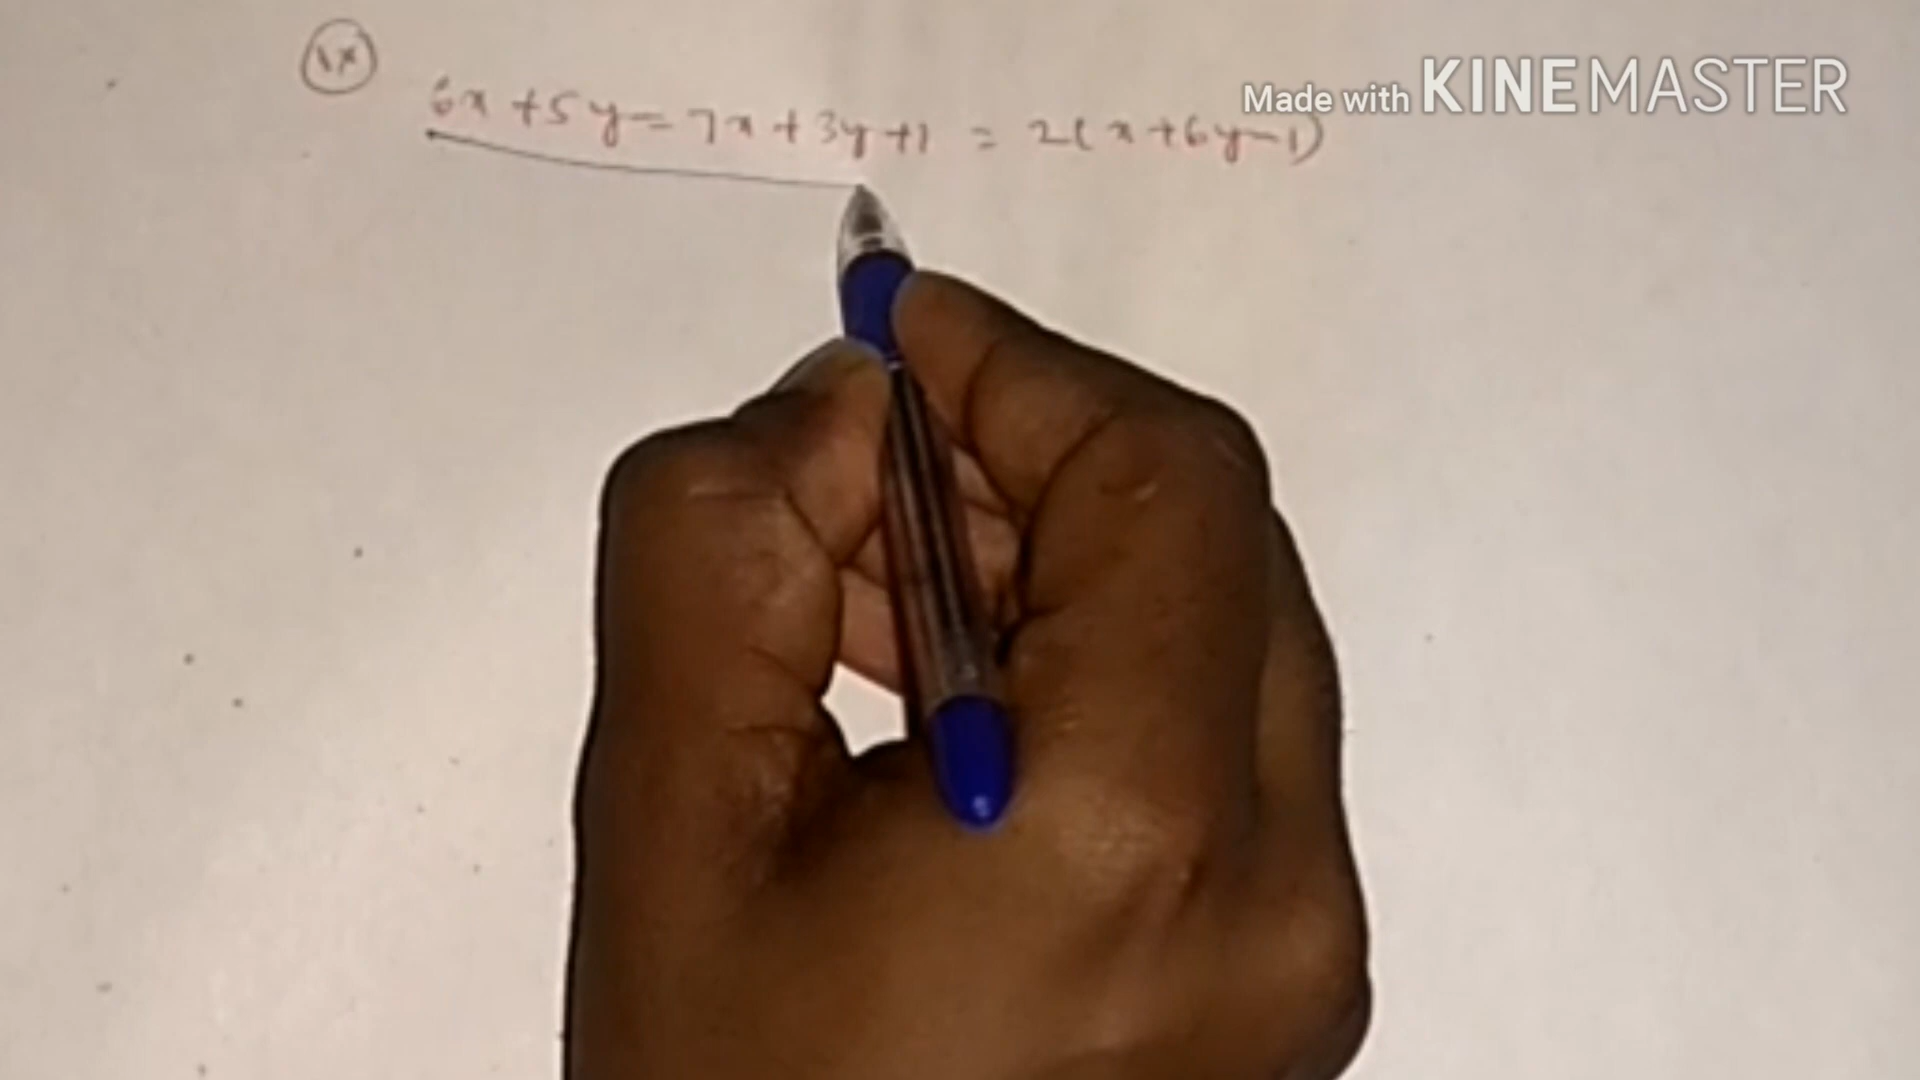 ix
6x + 5y = 7x + 3y + 1 = 2(x + 6y - 1)
Made with KINEMASTER